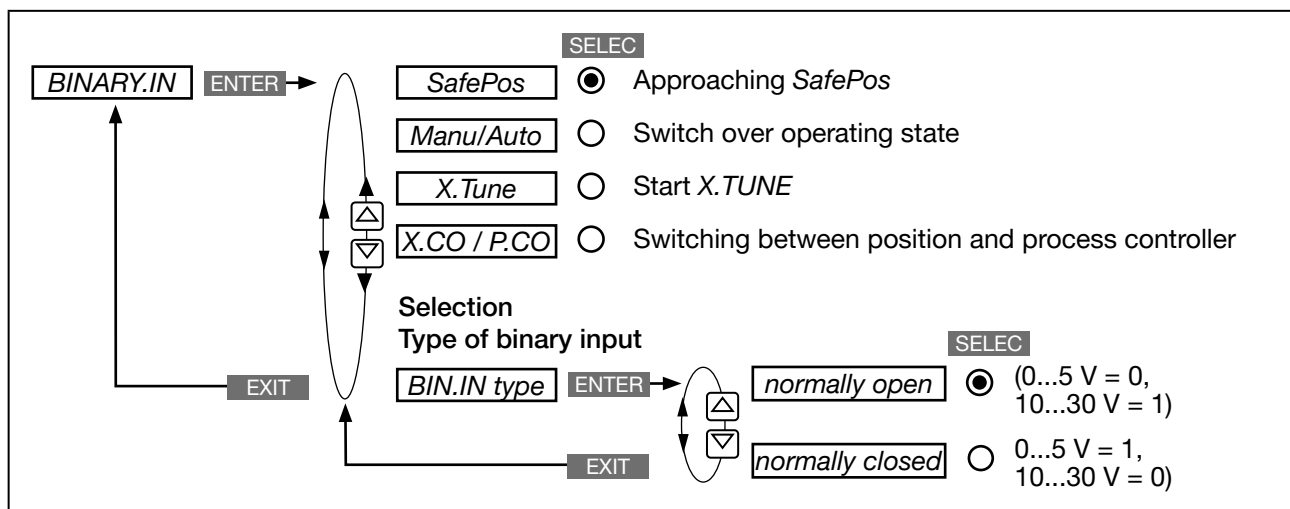 SELEC
BINARY.IN ENTER SafePos Approaching SafePos
Manu/Auto Switch over operating state
X.Tune Start X.TUNE
X.CO / P.CO Switching between position and process controller
Selection
Type of binary input
SELEC
EXIT BIN.IN type ENTER normally open (0...5 V = 0,
10...30 V = 1)
EXIT normally closed 0...5 V = 1,
10...30 V = 0)